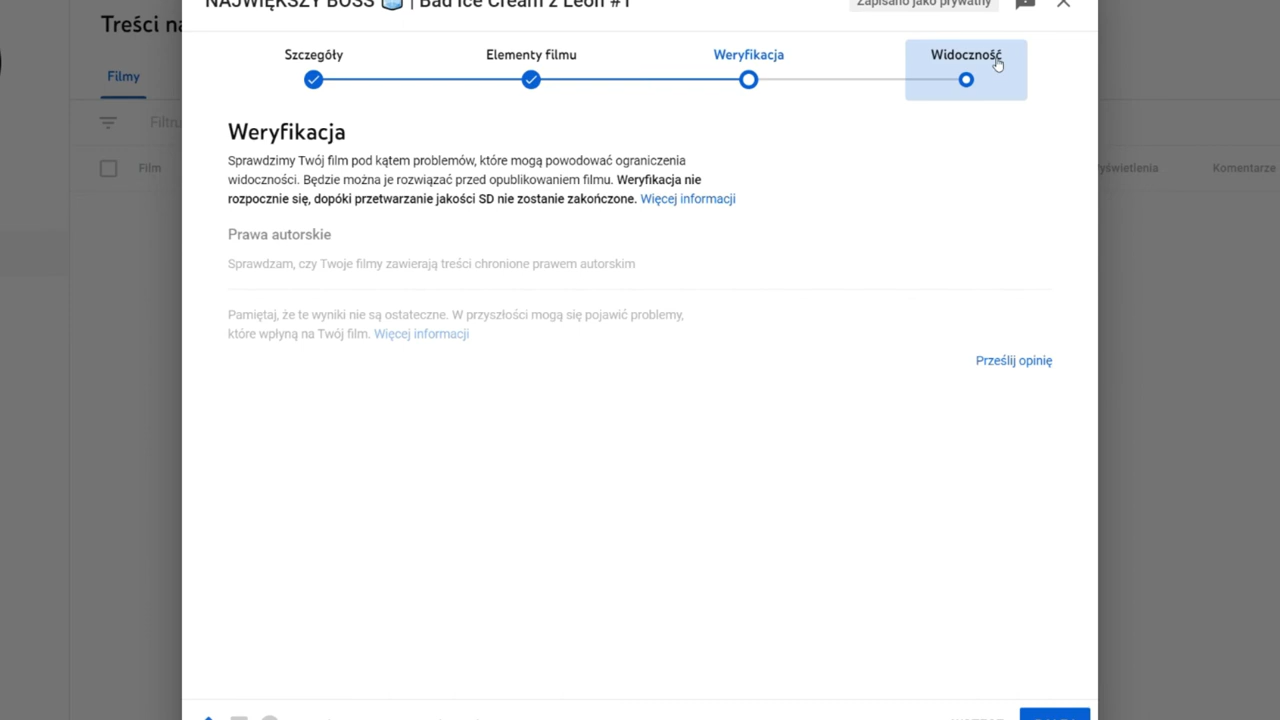 Treści na
NAJWIĘKSZY BOSS 🧊 | Bad Ice Cream z Leon #1
Zapisano jako prywatny
Szczegóły
Elementy filmu
Weryfikacja
Widoczność
Filmy
Filtru
Film
Komentarze
Weryfikacja
Sprawdzimy Twój film pod kątem problemów, które mogą powodować ograniczenia
widoczności. Będzie można je rozwiązać przed opublikowaniem filmu. Weryfikacja nie
rozpocznie się, dopóki przetwarzanie jakości SD nie zostanie zakończone. Więcej informacji
Prawa autorskie
Sprawdzam, czy Twoje filmy zawierają treści chronione prawem autorskim
Pamiętaj, że te wyniki nie są ostateczne. W przyszłości mogą się pojawić problemy,
które wpłyną na Twój film. Więcej informacji
Prześlij opinię